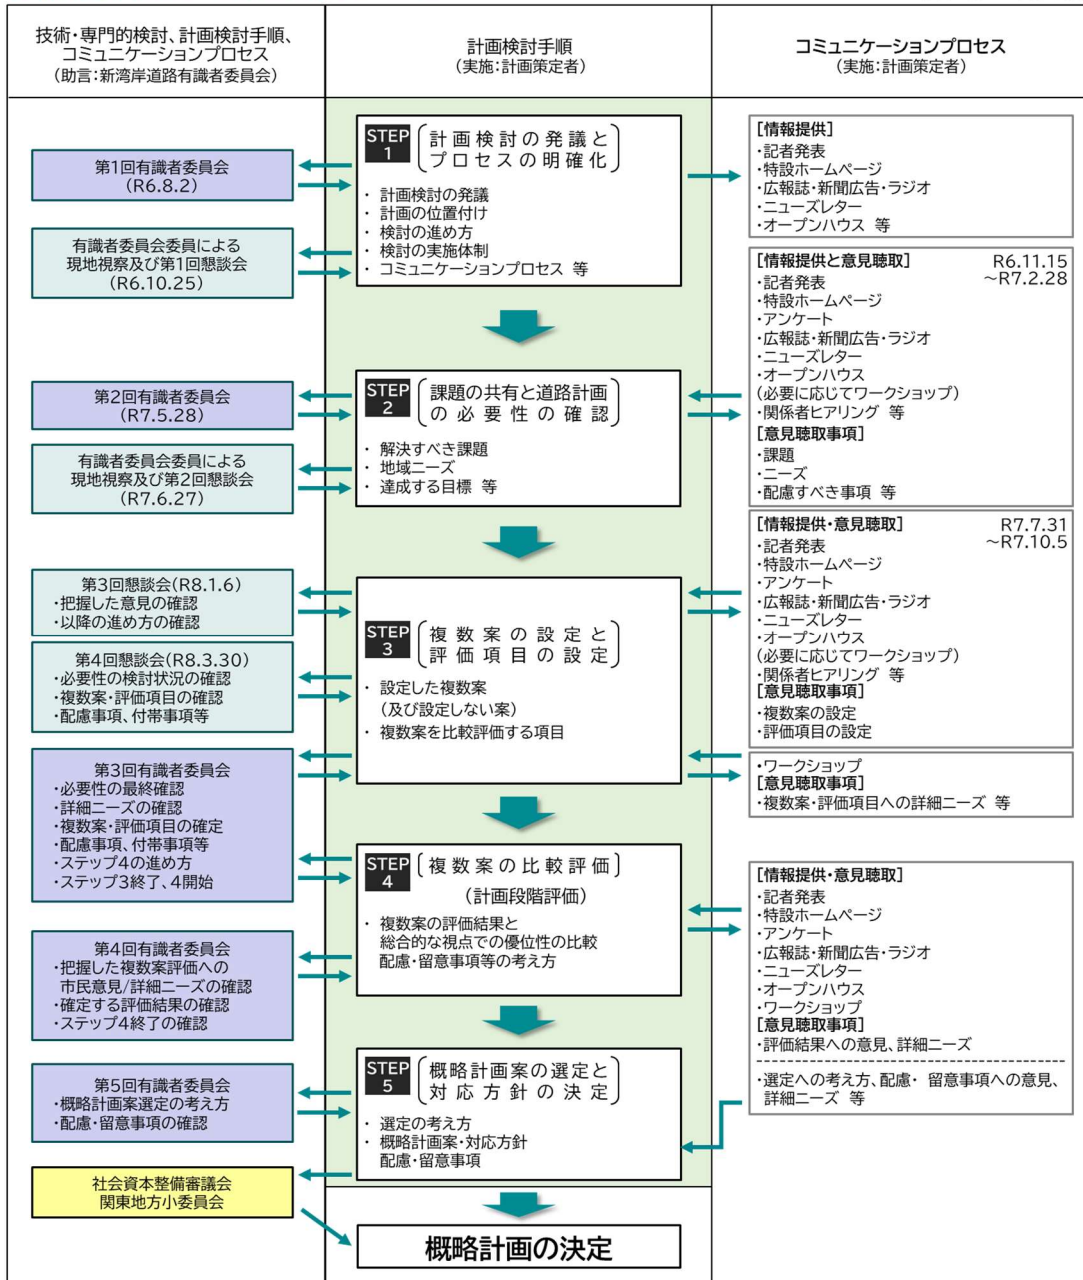 技術・専門的検討、計画検討手順、
コミュニケーションプロセス
(助言:新湾岸道路有識者委員会)
計画検討手順
(実施:計画策定者)
コミュニケーションプロセス
(実施:計画策定者)
第1回有識者委員会
(R6.8.2)
有識者委員会委員による
現地視察及び第1回懇談会
(R6.10.25)
STEP
1
計画検討の発議と
プロセスの明確化
・ 計画検討の発議
・ 計画の位置付け
・ 検討の進め方
・ 検討の実施体制
・ コミュニケーションプロセス 等
[情報提供]
・記者発表
・特設ホームページ
・広報誌・新聞広告・ラジオ
・ニューズレター
・オープンハウス 等
[情報提供と意見聴取] R6.11.15
～R7.2.28
・記者発表
・特設ホームページ
・アンケート
・広報誌・新聞広告・ラジオ
・ニューズレター
・オープンハウス
(必要に応じてワークショップ)
・関係者ヒアリング 等
[意見聴取事項]
・課題
・ニーズ
・配慮すべき事項 等
第2回有識者委員会
(R7.5.28)
有識者委員会委員による
現地視察及び第2回懇談会
(R7.6.27)
STEP
2
課題の共有と道路計画
の必要性の確認
・ 解決すべき課題
・ 地域ニーズ
・ 達成する目標 等
[情報提供・意見聴取] R7.7.31
～R7.10.5
・記者発表
・特設ホームページ
・アンケート
・広報誌・新聞広告・ラジオ
・ニューズレター
・オープンハウス
(必要に応じてワークショップ)
・関係者ヒアリング 等
[意見聴取事項]
・複数案の設定
・評価項目の設定
第3回懇談会(R8.1.6)
・把握した意見の確認
・以降の進め方の確認
第4回懇談会(R8.3.30)
・必要性の検討状況の確認
・複数案・評価項目の確認
・配慮事項、付帯事項等
STEP
3
複数案の設定と
評価項目の設定
・ 設定した複数案
(及び設定しない案)
・ 複数案を比較評価する項目
・ワークショップ
[意見聴取事項]
・複数案・評価項目への詳細ニーズ 等
第3回有識者委員会
・必要性の最終確認
・詳細ニーズの確認
・複数案・評価項目の確定
・配慮事項、付帯事項等
・ステップ4の進め方
・ステップ3終了、4開始
STEP
4
複数案の比較評価
(計画段階評価)
・ 複数案の評価結果と
総合的な視点での優位性の比較
配慮・留意事項等の考え方
[情報提供・意見聴取]
・記者発表
・特設ホームページ
・アンケート
・広報誌・新聞広告・ラジオ
・ニューズレター
・オープンハウス
・ワークショップ
[意見聴取事項]
・評価結果への意見、詳細ニーズ
・選定への考え方、配慮・ 留意事項への意見、
詳細ニーズ 等
第4回有識者委員会
・把握した複数案評価への
市民意見/詳細ニーズの確認
・確定する評価結果の確認
・ステップ4終了の確認
第5回有識者委員会
・概略計画案選定の考え方
・配慮・留意事項の確認
STEP
5
概略計画案の選定と
対応方針の決定
・ 選定の考え方
・ 概略計画案・対応方針
配慮・留意事項
社会資本整備審議会
関東地方小委員会
概略計画の決定